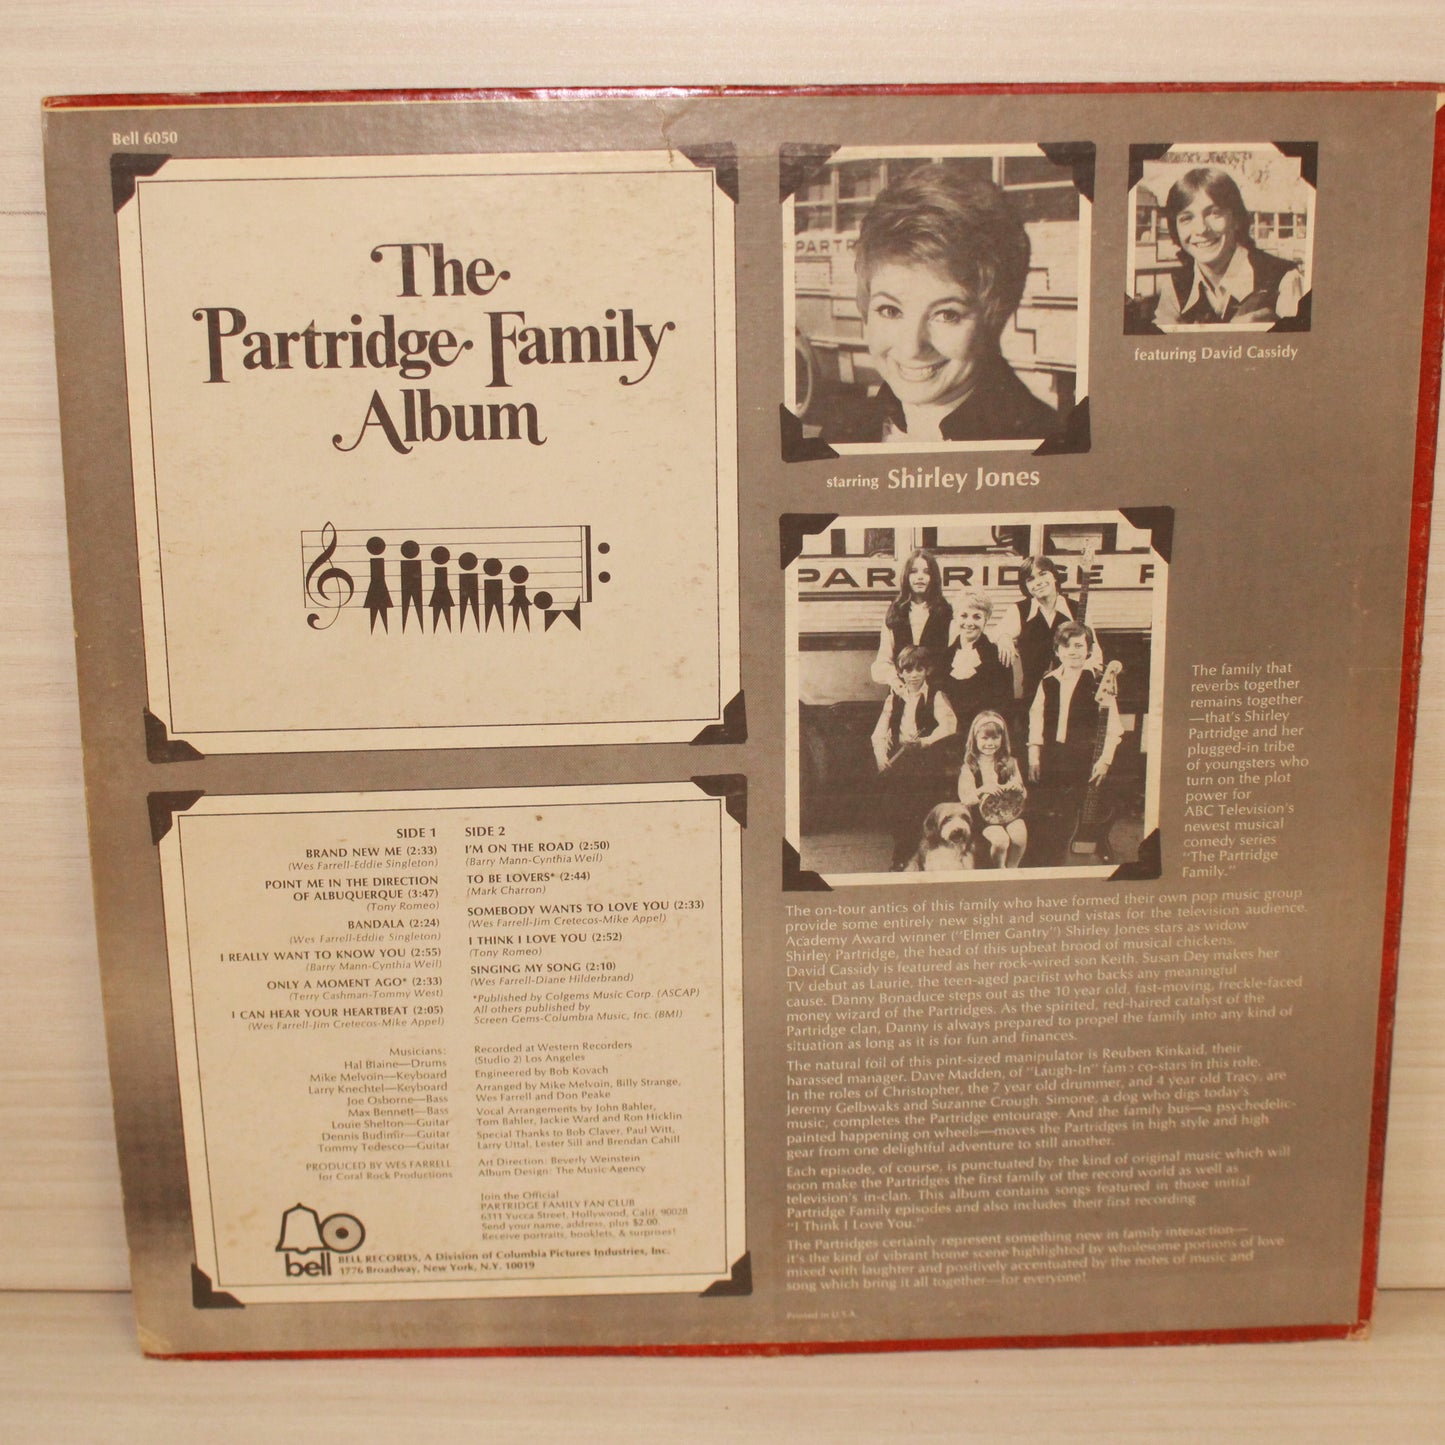 Bell 6050
The
Partridge Family
Album
SIDE 1
BRAND NEW ME (2:33)
(Wes Farrell-Eddie Singleton)
POINT ME IN THE DIRECTION
OF ALBUQUERQUE (3:47)
(Tony Romeo)
BANDALA (2:24)
(Wes Farrell-Eddie Singleton)
I REALLY WANT TO KNOW YOU (2:55)
(Barry Mann-Cynthia Weil)
ONLY A MOMENT AGO* (2:33)
(Terry Cashman-Tommy West)
I CAN HEAR YOUR HEARTBEAT (2:05)
(Wes Farrell-Jim Cretecos-Mike Appel)
Musicians:
Hal Blaine—Drums
Mike Melvoin—Keyboard
Larry Knechtel—Keyboard
Joe Osborne—Bass
Max Bennett—Bass
Louie Shelton—Guitar
Dennis Budimir—Guitar
Tommy Tedesco—Guitar
PRODUCED BY WES FARRELL
for Coral Rock Productions
SIDE 2
I'M ON THE ROAD (2:50)
(Barry Mann-Cynthia Weil)
TO BE LOVERS* (2:44)
(Mark Charron)
SOMEBODY WANTS TO LOVE YOU (2:33)
(Wes Farrell-Jim Cretecos-Mike Appel)
I THINK I LOVE YOU (2:52)
(Tony Romeo)
SINGING MY SONG (2:10)
(Wes Farrell-Diane Hilderbrand)
*Published by Colgems Music Corp. (ASCAP)
All others published by
Screen Gems-Columbia Music, Inc. (BMI)
Recorded at Western Recorders
(Studio 2) Los Angeles
Engineered by Bob Kovach
Arranged by Mike Melvoin, Billy Strange,
Wes Farrell and Don Peake
Vocal Arrangements by John Bahler,
Tom Bahler, Jackie Ward and Ron Hicklin
Special Thanks to Bob Claver, Paul Witt,
Larry Uttal, Lester Sill and Brendan Cahill
Art Direction: Beverly Weinstein
Album Design: The Music Agency
Join the Official
PARTRIDGE FAMILY FAN CLUB
6311 Yucca Street, Hollywood, Calif. 90028
Send your name, address, plus $2.00.
Receive portraits, booklets, & surprises!
bell
BELL RECORDS, A Division of Columbia Pictures Industries, Inc.
1776 Broadway, New York, N.Y. 10019
PARTR
starring Shirley Jones
featuring David Cassidy
PAR RIDGE F
The family that
reverbs together
remains together
—that's Shirley
Partridge and her
plugged-in tribe
of youngsters who
turn on the plot
power for
ABC Television's
newest musical
comedy series
"The Partridge
Family."
The on-tour antics of this family who have formed their own pop music group
provide some entirely new sight and sound vistas for the television audience.
Academy Award winner ("Elmer Gantry") Shirley Jones stars as widow
Shirley Partridge, the head of this upbeat brood of musical chickens.
David Cassidy is featured as her rock-wired son Keith. Susan Dey makes her
TV debut as Laurie, the teen-aged pacifist who backs any meaningful
cause. Danny Bonaduce steps out as the 10 year old, fast-moving, freckle-faced
money wizard of the Partridges. As the spirited, red-haired catalyst of the
Partridge clan, Danny is always prepared to propel the family into any kind of
situation as long as it is for fun and finances.
The natural foil of this pint-sized manipulator is Reuben Kinkaid, their
harassed manager. Dave Madden, of "Laugh-In" fame co-stars in this role.
In the roles of Christopher, the 7 year old drummer, and 4 year old Tracy, are
Jeremy Gelbwaks and Suzanne Crough. Simone, a dog who digs today's
music, completes the Partridge entourage. And the family bus—a psychedelic-
painted happening on wheels—moves the Partridges in high style and high
gear from one delightful adventure to still another.
Each episode, of course, is punctuated by the kind of original music which will
soon make the Partridges the first family of the record world as well as
television's in-clan. This album contains songs featured in those initial
Partridge Family episodes and also includes their first recording
"I Think I Love You."
The Partridges certainly represent something new in family interaction—
it's the kind of vibrant home scene highlighted by wholesome portions of love
mixed with laughter and positively accentuated by the notes of music and
song which bring it all together—for everyone!
Printed in U.S.A.